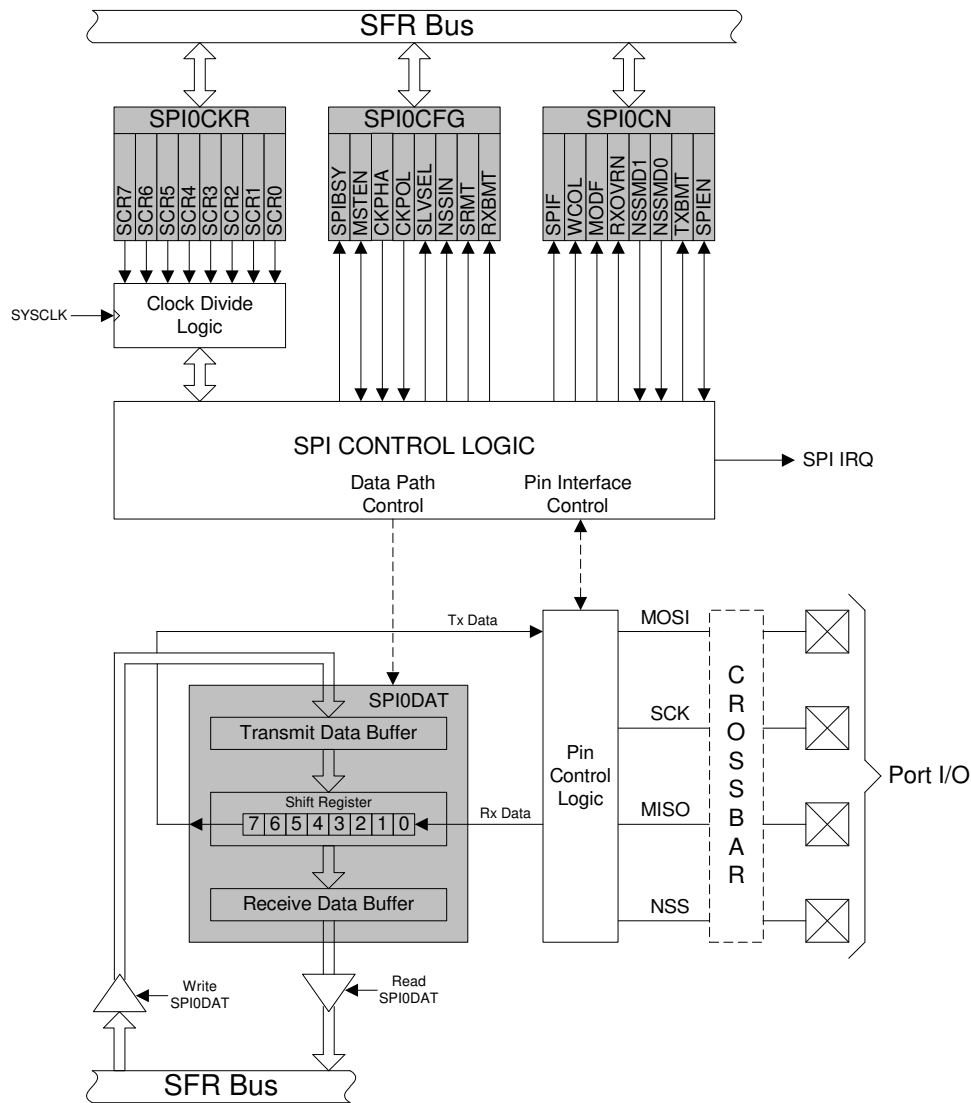 SFR Bus
SPI0CKR
SPI0CFG
SPI0CN
SCR7
SCR6
SCR5
SCR4
SCR3
SCR2
SCR1
SCR0
SPIBSY
MSTEN
CKPHA
CKPOL
SLVSEL
NSSIN
SRMT
RXBMT
SPIF
WCOL
MODF
RXOVRN
NSSMD1
NSSMD0
TXBMT
SPIEN
SYSCLK
Clock Divide
Logic
SPI CONTROL LOGIC
SPI IRQ
Data Path
Control
Pin Interface
Control
Tx Data
MOSI
SPI0DAT
Transmit Data Buffer
SCK
Shift Register
7 6 5 4 3 2 1 0
Rx Data
Pin
Control
Logic
MISO
CROSSBAR
Port I/O
Receive Data Buffer
NSS
Write
SPI0DAT
Read
SPI0DAT
SFR Bus